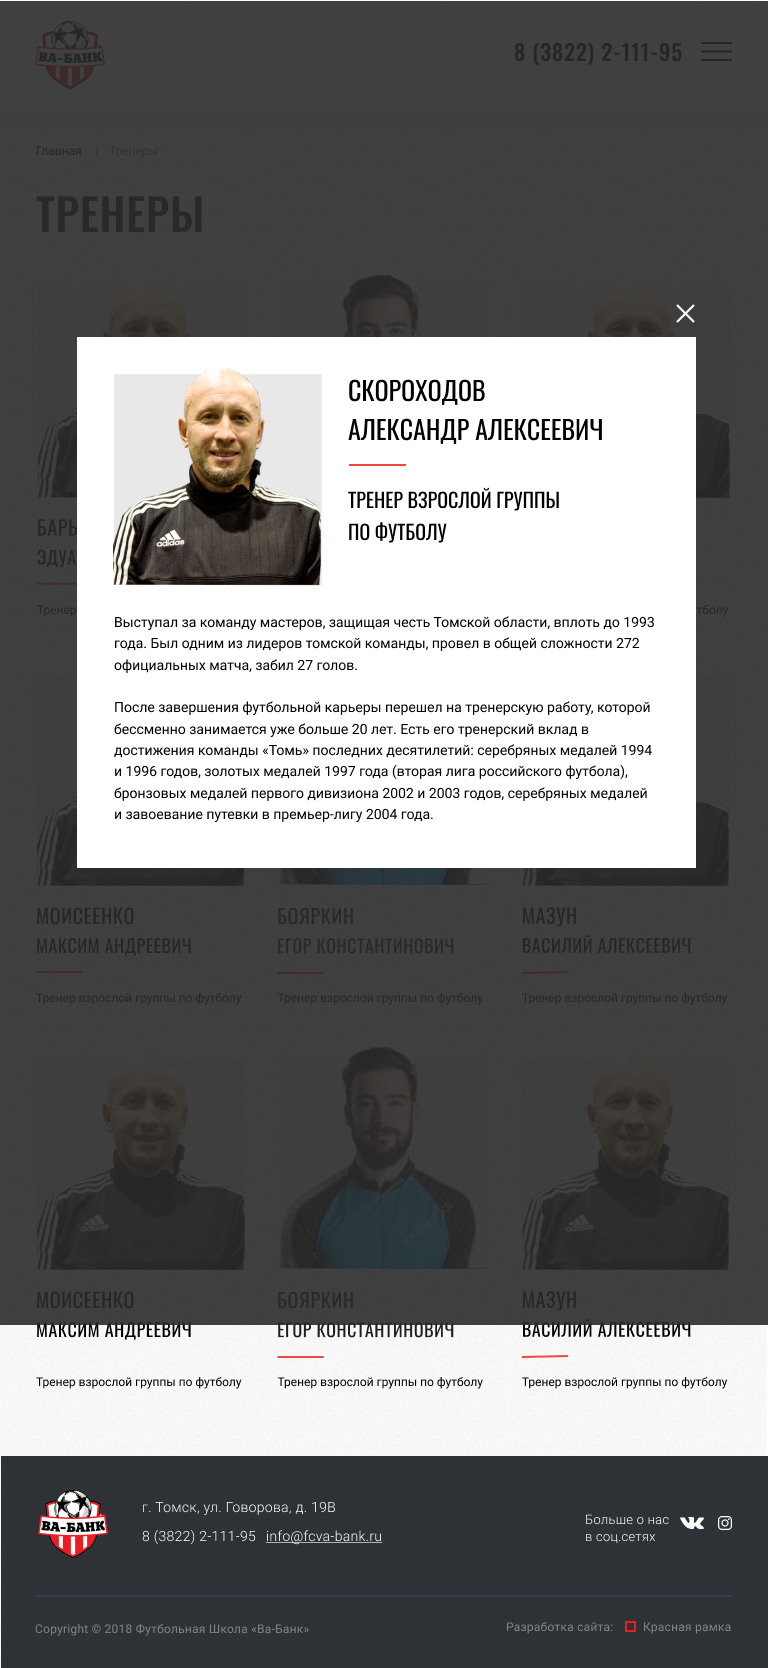 ВА-БАНК
8 (3822) 2-111-95
Главная | Тренеры
ТРЕНЕРЫ
СКОРОХОДОВ
АЛЕКСАНДР АЛЕКСЕЕВИЧ
ТРЕНЕР ВЗРОСЛОЙ ГРУППЫ
ПО ФУТБОЛУ
adidas
Выступал за команду мастеров, защищая честь Томской области, вплоть до 1993
года. Был одним из лидеров томской команды, провел в общей сложности 272
официальных матча, забил 27 голов.
После завершения футбольной карьеры перешел на тренерскую работу, которой
бессменно занимается уже больше 20 лет. Есть его тренерский вклад в
достижения команды «Томь» последних десятилетий: серебряных медалей 1994
и 1996 годов, золотых медалей 1997 года (вторая лига российского футбола),
бронзовых медалей первого дивизиона 2002 и 2003 годов, серебряных медалей
и завоевание путевки в премьер-лигу 2004 года.
Тренер
МОИСЕЕНКО
МАКСИМ АНДРЕЕВИЧ
Тренер взрослой группы по футболу
БОЯРКИН
ЕГОР КОНСТАНТИНОВИЧ
Тренер взрослой группы по футболу
МАЗУН
ВАСИЛИЙ АЛЕКСЕЕВИЧ
Тренер взрослой группы по футболу
МОИСЕЕНКО
МАКСИМ АНДРЕЕВИЧ
Тренер взрослой группы по футболу
БОЯРКИН
ЕГОР КОНСТАНТИНОВИЧ
Тренер взрослой группы по футболу
МАЗУН
ВАСИЛИЙ АЛЕКСЕЕВИЧ
Тренер взрослой группы по футболу
ВА-БАНК
г. Томск, ул. Говорова, д. 19В
8 (3822) 2-111-95 info@fcva-bank.ru
Больше о нас
в соц.сетях
Copyright © 2018 Футбольная Школа «Ва-Банк»
Разработка сайта: Красная рамка